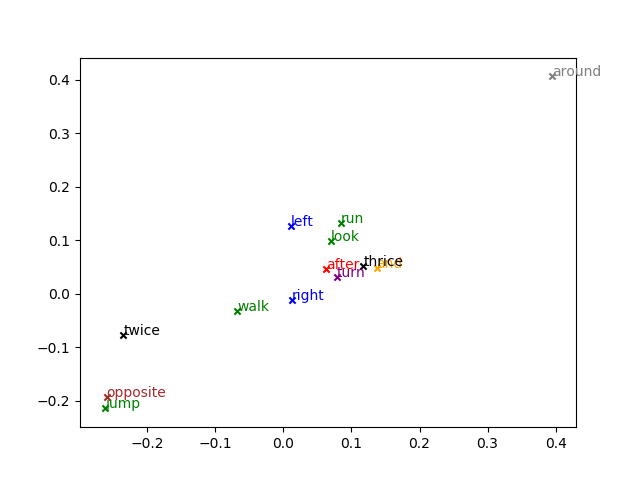 0.4
0.3
0.2
0.1
0.0
−0.1
−0.2
around
left
run
look
thrice
and
after
turn
right
walk
twice
opposite
jump
−0.2
−0.1
0.0
0.1
0.2
0.3
0.4